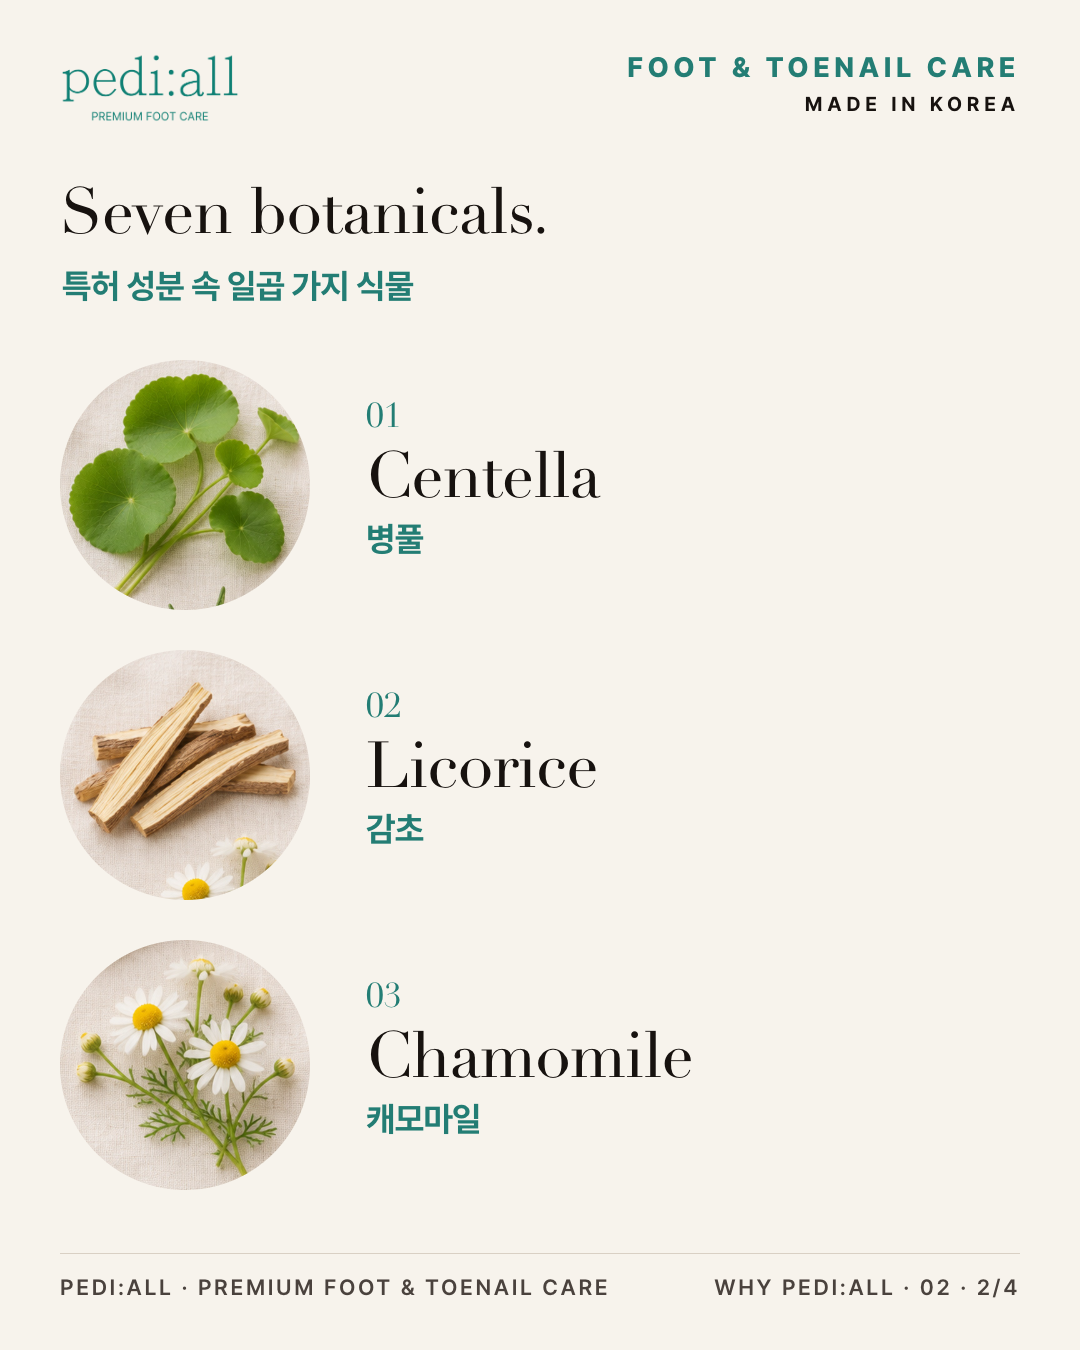 pedi:all
PREMIUM FOOT CARE
FOOT & TOENAIL CARE
MADE IN KOREA
Seven botanicals.
특허 성분 속 일곱 가지 식물
01
Centella
병풀
02
Licorice
감초
03
Chamomile
캐모마일
PEDI:ALL · PREMIUM FOOT & TOENAIL CARE
WHY PEDI:ALL · 02 · 2/4